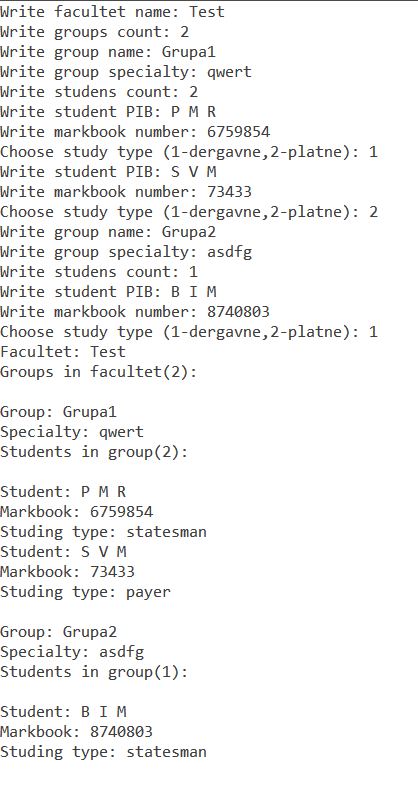 Write facultet name: Test
Write groups count: 2
Write group name: Grupa1
Write group specialty: qwert
Write studens count: 2
Write student PIB: P M R
Write markbook number: 6759854
Choose study type (1-dergavne,2-platne): 1
Write student PIB: S V M
Write markbook number: 73433
Choose study type (1-dergavne,2-platne): 2
Write group name: Grupa2
Write group specialty: asdfg
Write studens count: 1
Write student PIB: B I M
Write markbook number: 8740803
Choose study type (1-dergavne,2-platne): 1
Facultet: Test
Groups in facultet(2):
Group: Grupa1
Specialty: qwert
Students in group(2):
Student: P M R
Markbook: 6759854
Studing type: statesman
Student: S V M
Markbook: 73433
Studing type: payer
Group: Grupa2
Specialty: asdfg
Students in group(1):
Student: B I M
Markbook: 8740803
Studing type: statesman